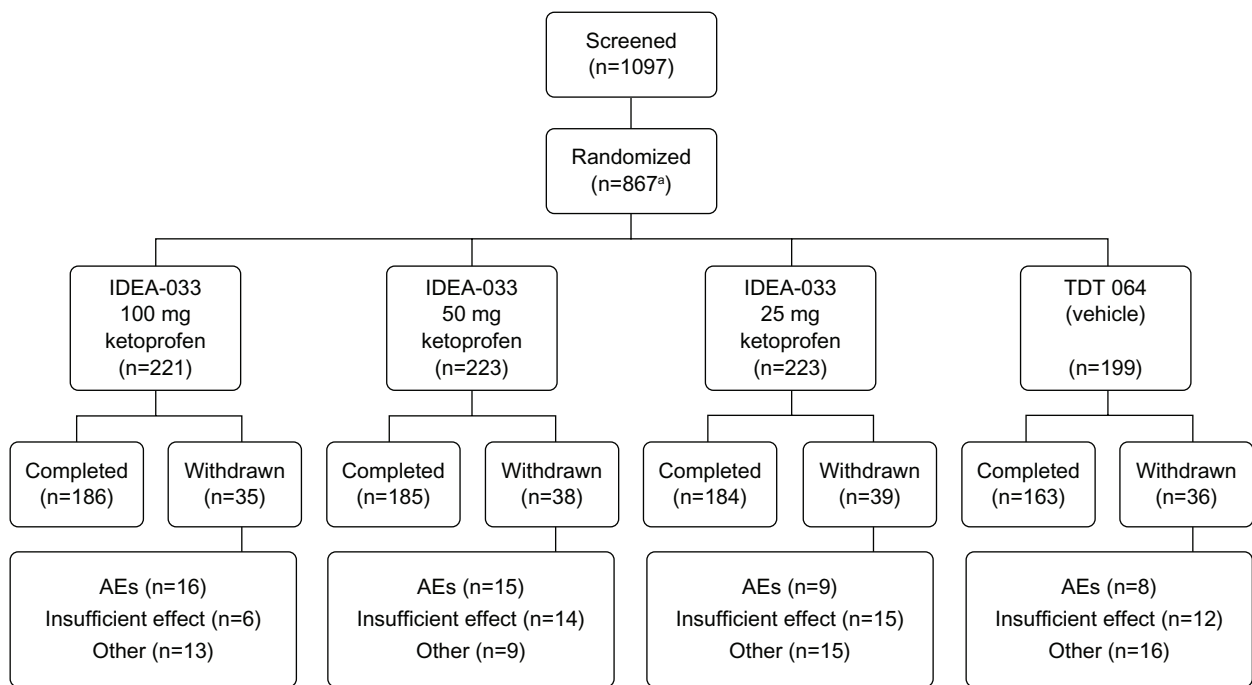 Screened
(n=1097)
Randomized
(n=867ᵃ)
IDEA-033
100 mg
ketoprofen
(n=221)
IDEA-033
50 mg
ketoprofen
(n=223)
IDEA-033
25 mg
ketoprofen
(n=223)
TDT 064
(vehicle)
(n=199)
Completed
(n=186)
Withdrawn
(n=35)
Completed
(n=185)
Withdrawn
(n=38)
Completed
(n=184)
Withdrawn
(n=39)
Completed
(n=163)
Withdrawn
(n=36)
AEs (n=16)
Insufficient effect (n=6)
Other (n=13)
AEs (n=15)
Insufficient effect (n=14)
Other (n=9)
AEs (n=9)
Insufficient effect (n=15)
Other (n=15)
AEs (n=8)
Insufficient effect (n=12)
Other (n=16)